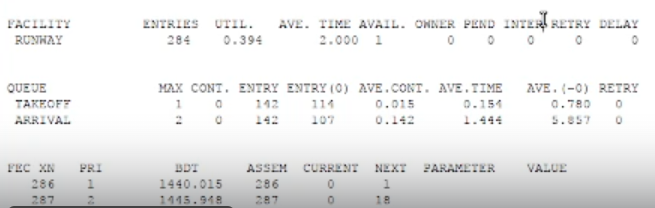 FACILITY ENTRIES UTIL. AVE. TIME AVAIL. OWNER PEND INTER RETRY DELAY
RUNWAY 284 0.394 2.000 1 0 0 0 0 0
QUEUE MAX CONT. ENTRY ENTRY(0) AVE.CONT. AVE.TIME AVE.(-0) RETRY
TAKEOFF 1 0 142 114 0.015 0.154 0.780 0
ARRIVAL 2 0 142 107 0.142 1.444 5.857 0
FEC XN PRI BDT ASSEM CURRENT NEXT PARAMETER VALUE
286 1 1440.015 286 0 1
287 2 1445.948 287 0 18